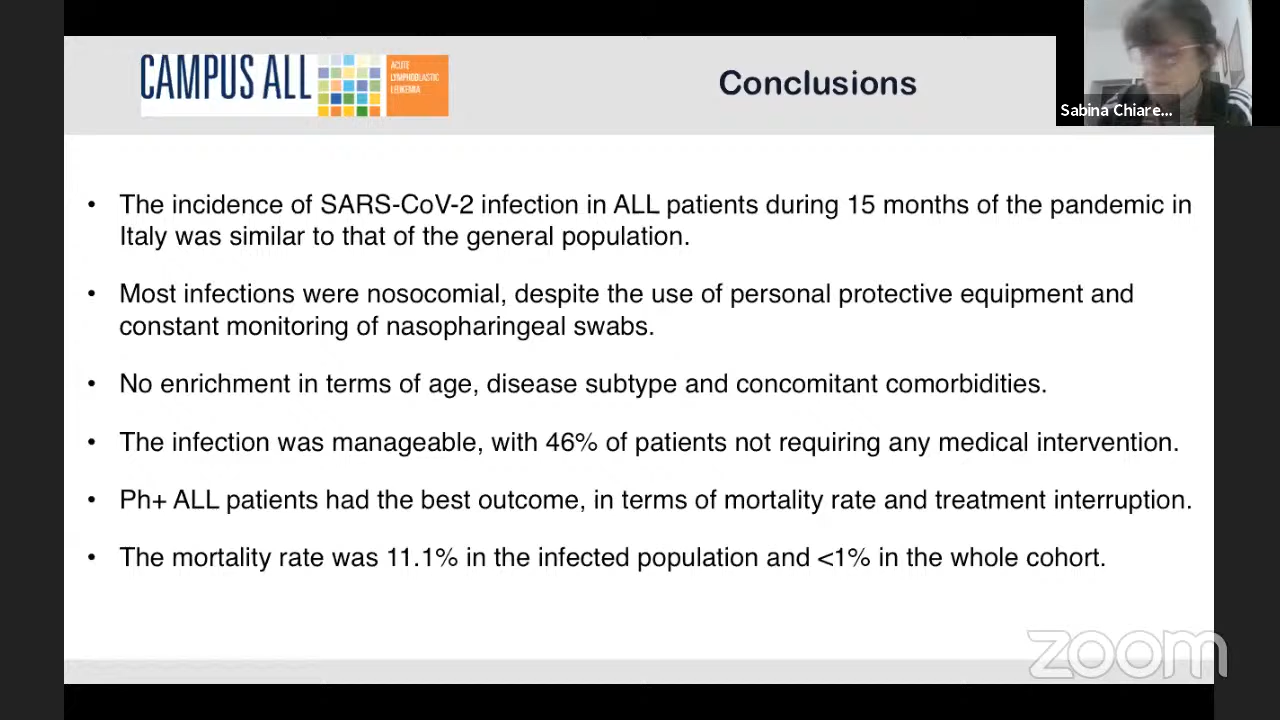 CAMPUS ALL
ACUTE
LYMPHOBLASTIC
LEUKEMIA
Conclusions
Sabina Chiare...
• The incidence of SARS-CoV-2 infection in ALL patients during 15 months of the pandemic in
Italy was similar to that of the general population.
• Most infections were nosocomial, despite the use of personal protective equipment and
constant monitoring of nasopharingeal swabs.
• No enrichment in terms of age, disease subtype and concomitant comorbidities.
• The infection was manageable, with 46% of patients not requiring any medical intervention.
• Ph+ ALL patients had the best outcome, in terms of mortality rate and treatment interruption.
• The mortality rate was 11.1% in the infected population and <1% in the whole cohort.
zoom